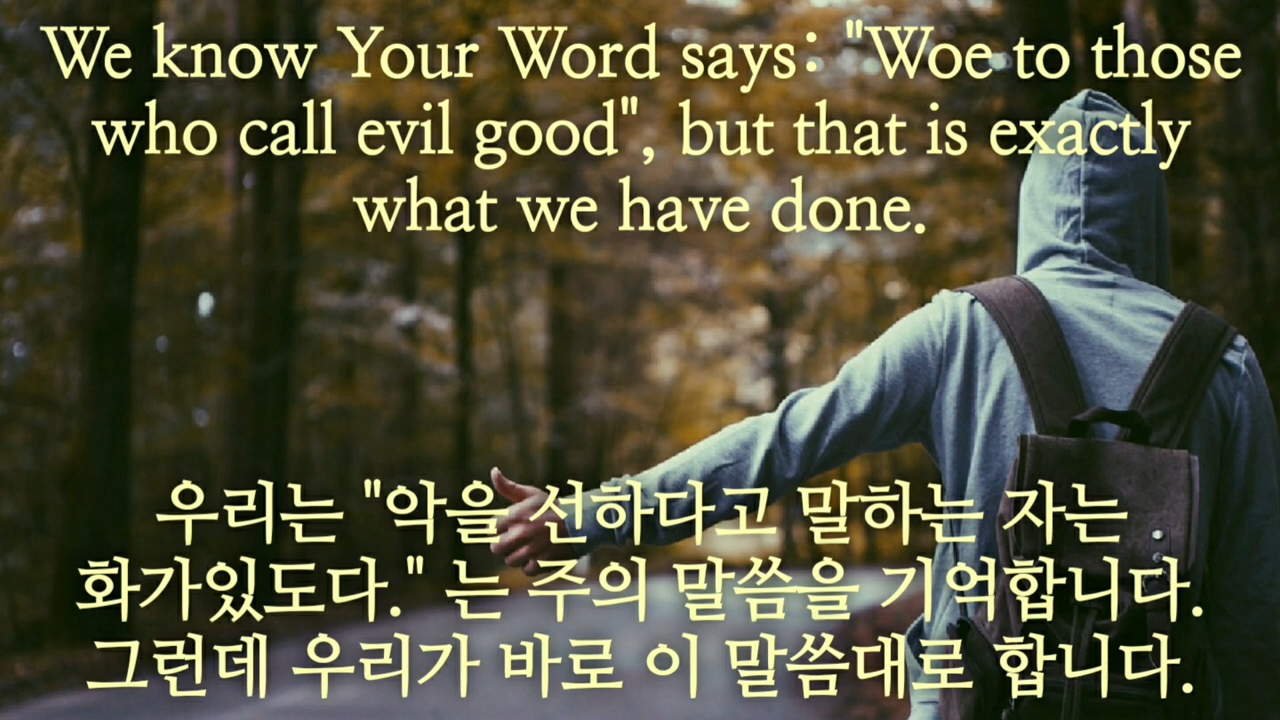 We know Your Word says: "Woe to those
who call evil good", but that is exactly
what we have done.
우리는 "악을 선하다고 말하는 자는
화가있도다." 는 주의 말씀을 기억합니다.
그런데 우리가 바로 이 말씀대로 합니다.